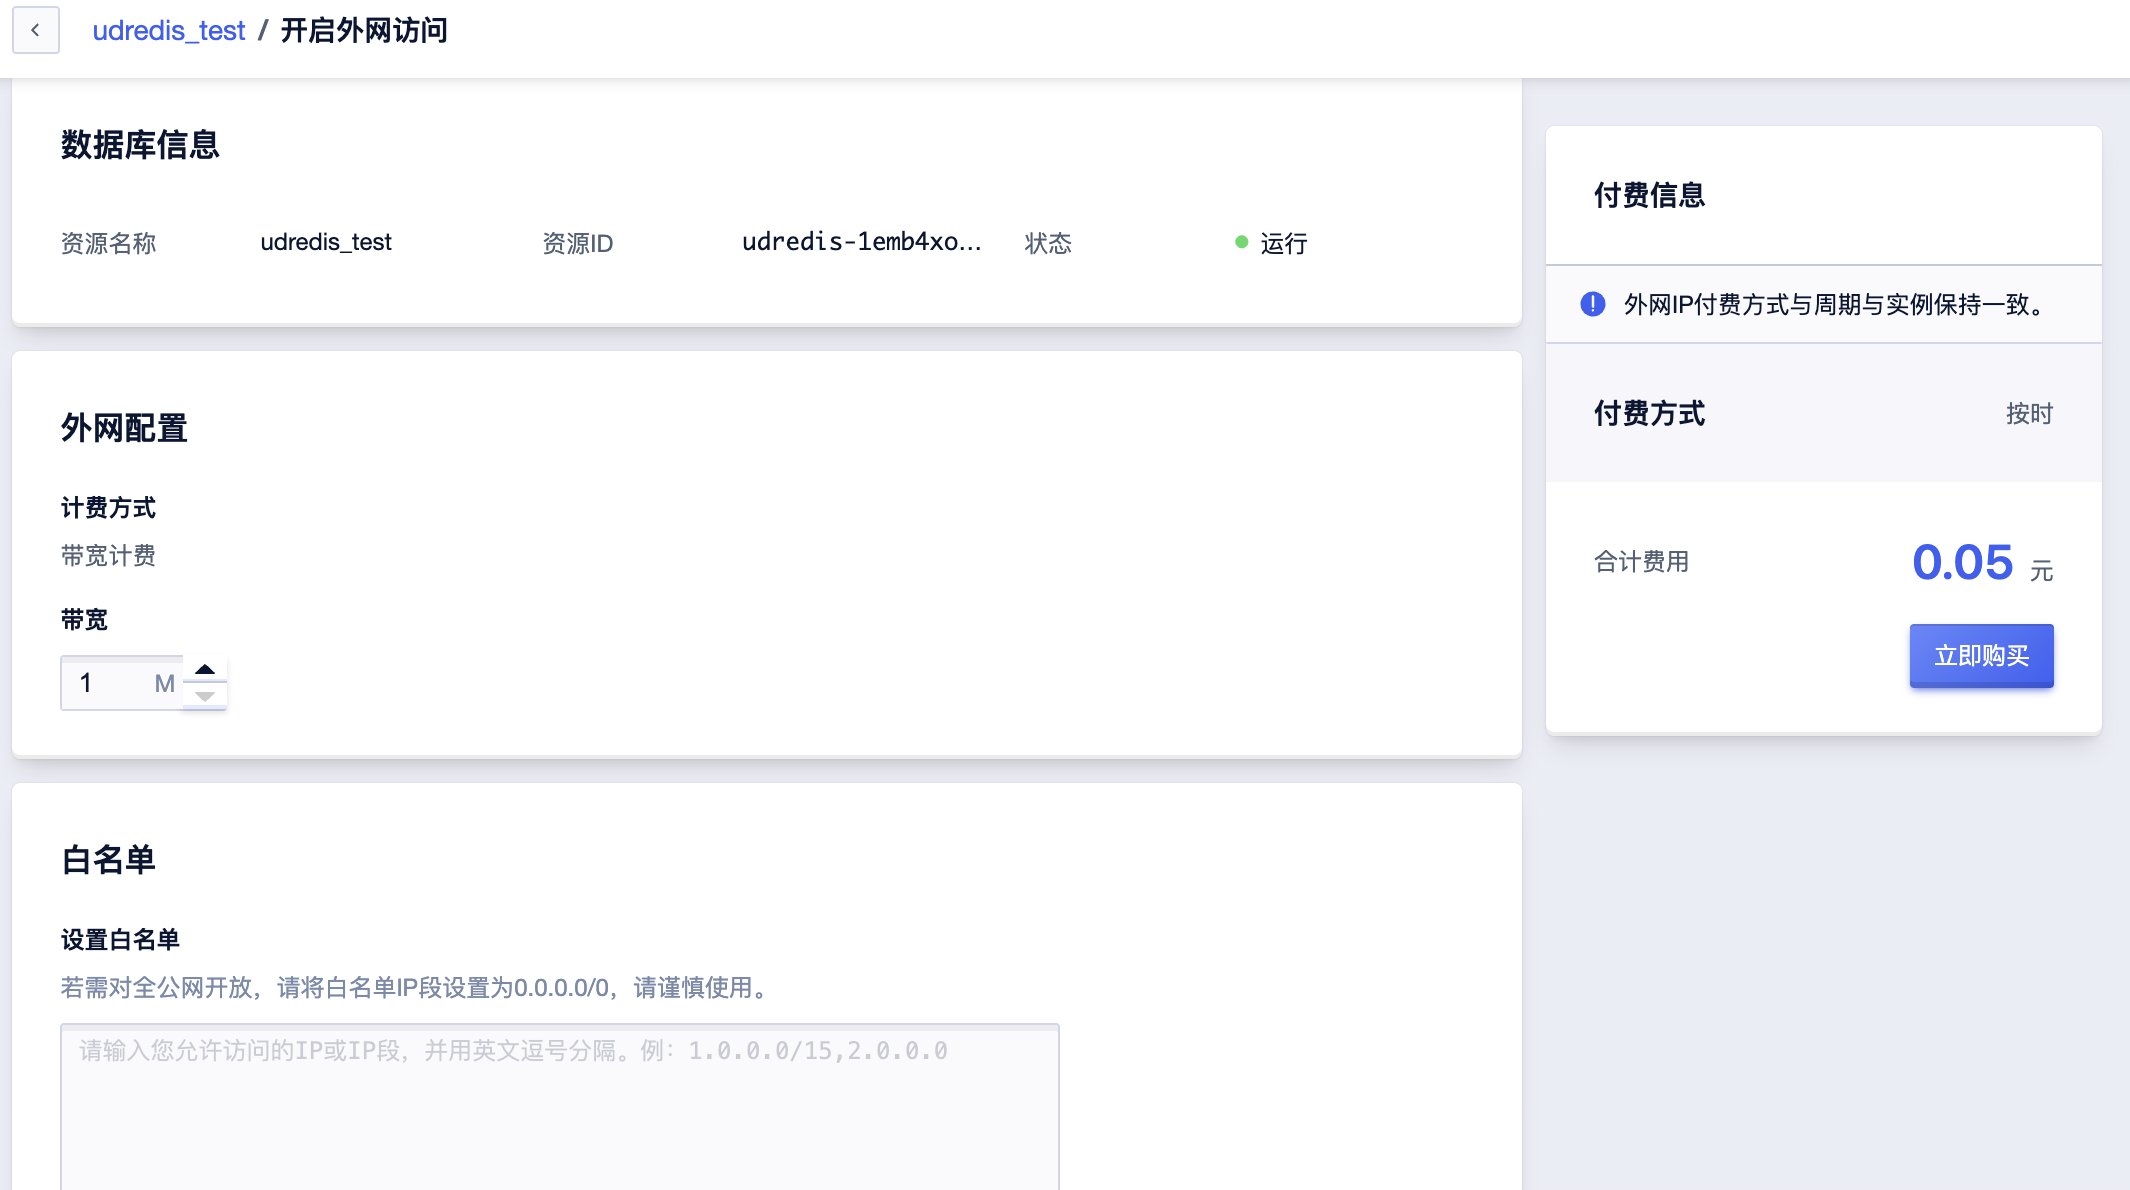 udredis_test / 开启外网访问
数据库信息
资源名称 udredis_test 资源ID udredis-1emb4xo... 状态 运行
外网配置
计费方式
带宽计费
带宽
1 M
白名单
设置白名单
若需对全公网开放，请将白名单IP段设置为0.0.0.0/0，请谨慎使用。
请输入您允许访问的IP或IP段，并用英文逗号分隔。例：1.0.0.0/15,2.0.0.0
付费信息
外网IP付费方式与周期与实例保持一致。
付费方式 按时
合计费用 0.05 元
立即购买